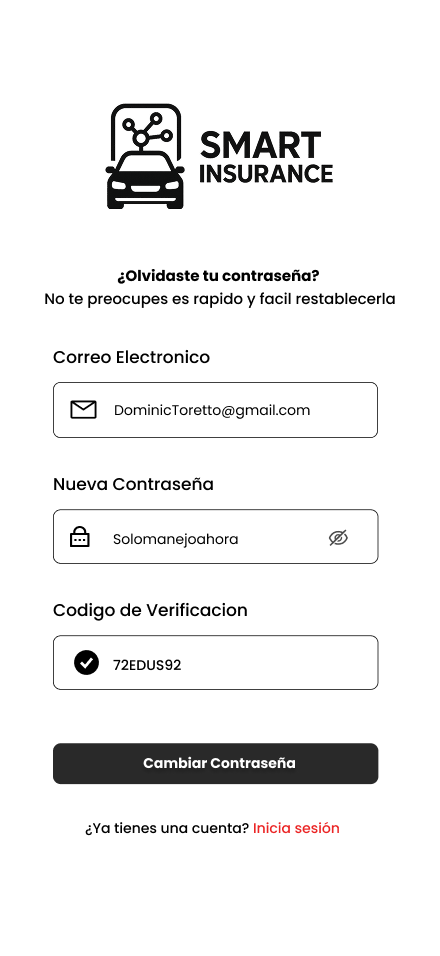 SMART
INSURANCE
¿Olvidaste tu contraseña?
No te preocupes es rapido y facil restablecerla
Correo Electronico
DominicToretto@gmail.com
Nueva Contraseña
Solomanejoahora
Codigo de Verificacion
72EDUS92
Cambiar Contraseña
¿Ya tienes una cuenta? Inicia sesión